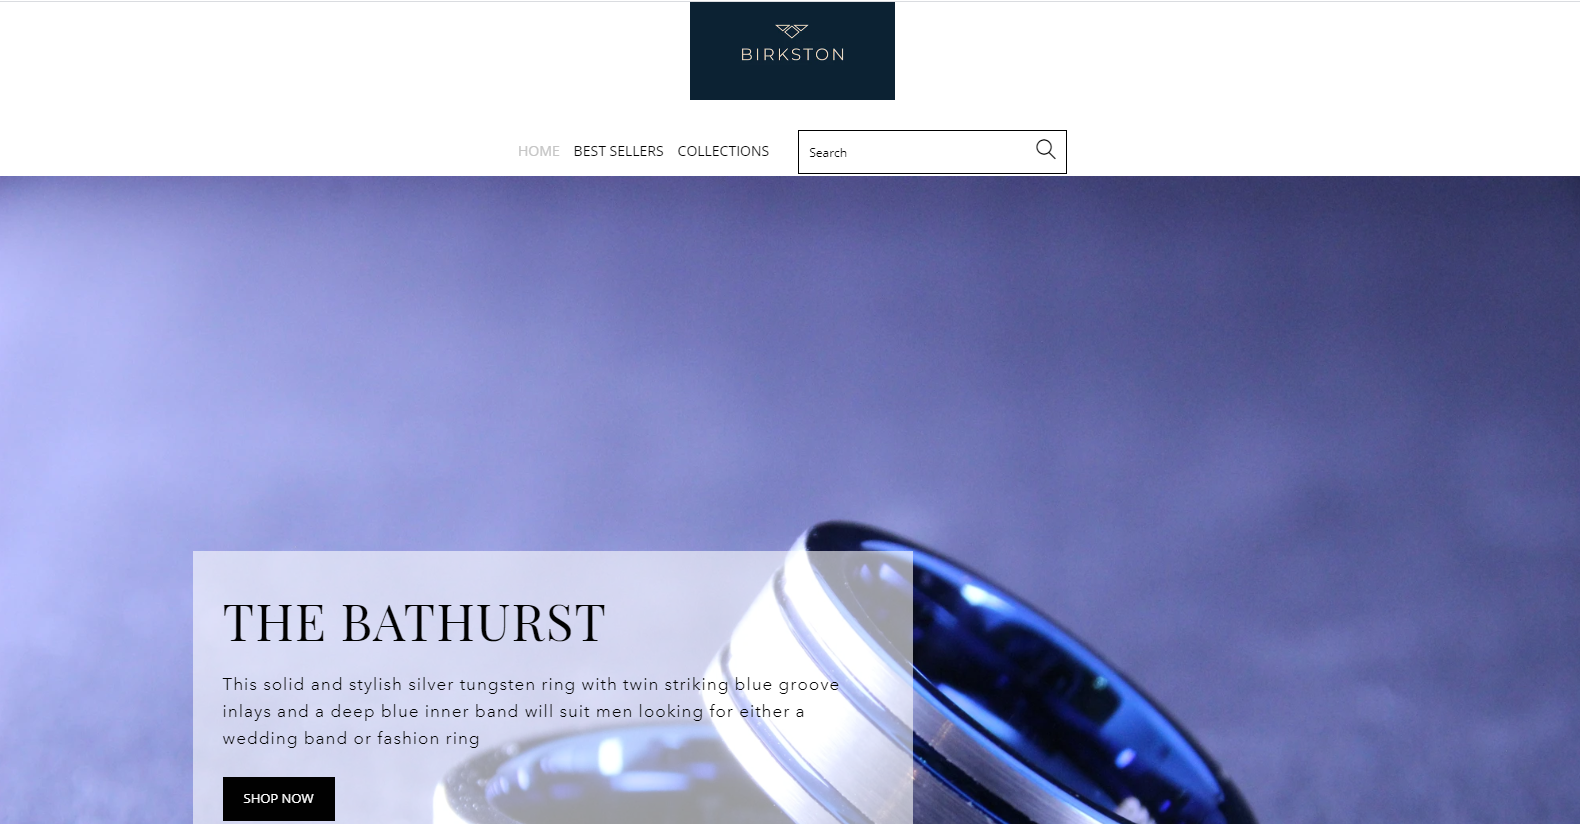 BIRKSTON
HOME BEST SELLERS COLLECTIONS Search
THE BATHURST
This solid and stylish silver tungsten ring with twin striking blue groove
inlays and a deep blue inner band will suit men looking for either a
wedding band or fashion ring
SHOP NOW